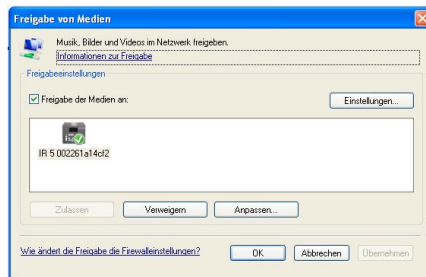 Freigabe von Medien
Musik, Bilder und Videos im Netzwerk freigeben.
Informationen zur Freigabe
Freigabeeinstellungen
Freigabe der Medien an:
Einstellungen...
IR 5 002261a14cf2
Zulassen
Verweigern
Anpassen...
Wie ändert die Freigabe die Firewalleinstellungen?
OK
Abbrechen
Übernehmen